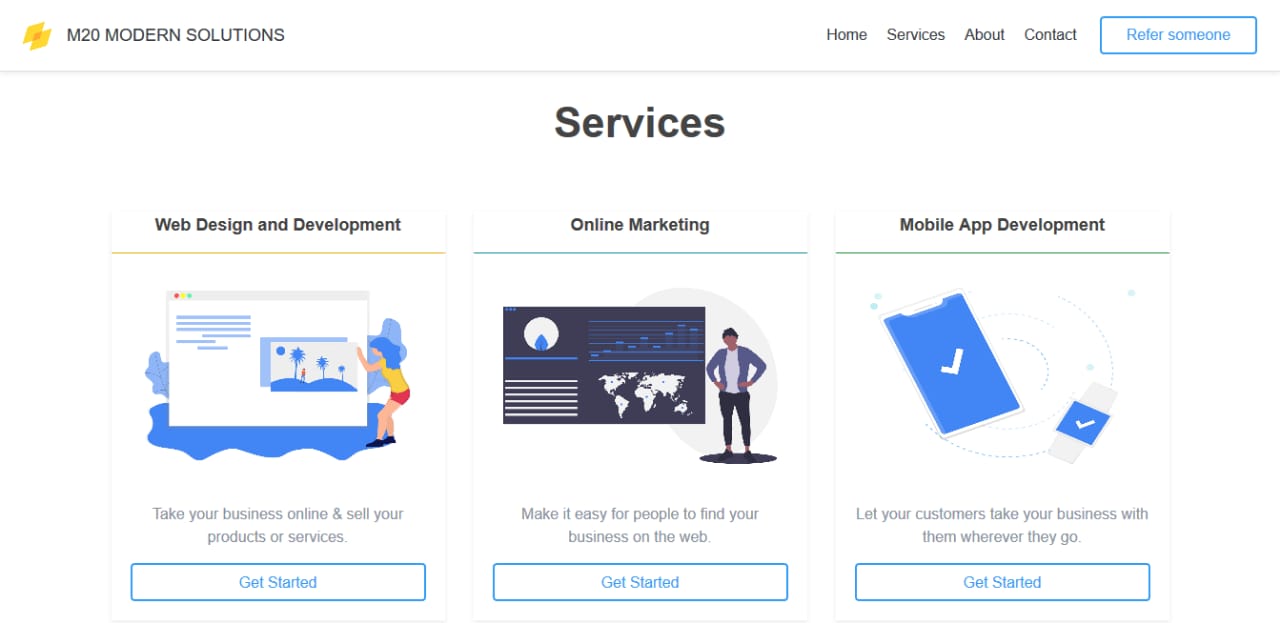 M20 MODERN SOLUTIONS
Home Services About Contact Refer someone
Services
Web Design and Development
Online Marketing
Mobile App Development
Take your business online & sell your
products or services.
Make it easy for people to find your
business on the web.
Let your customers take your business with
them wherever they go.
Get Started
Get Started
Get Started